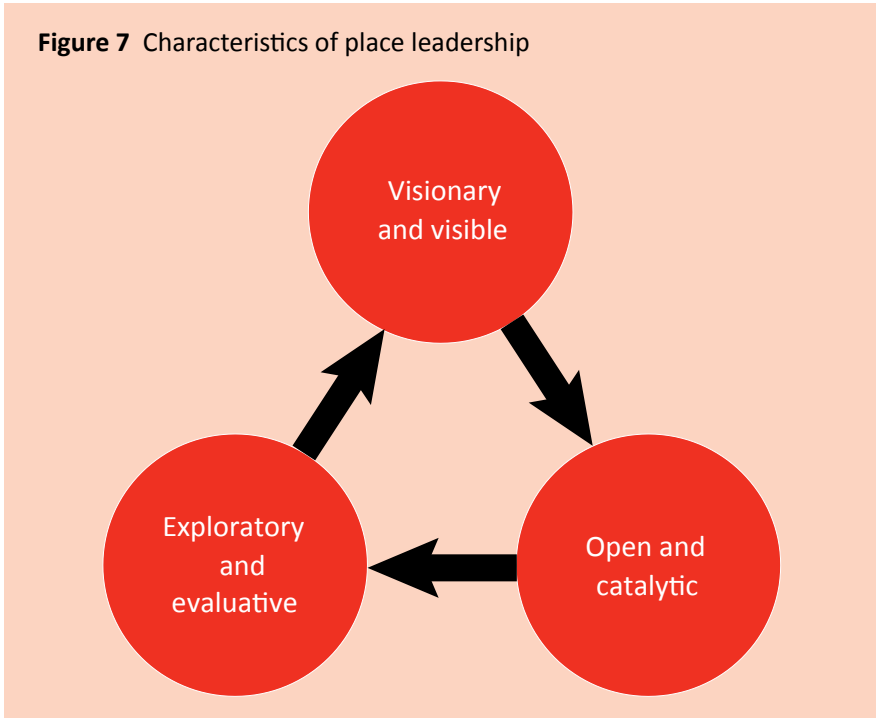 Figure 7 Characteristics of place leadership
Visionary
and visible
Open and
catalytic
Exploratory
and
evaluative